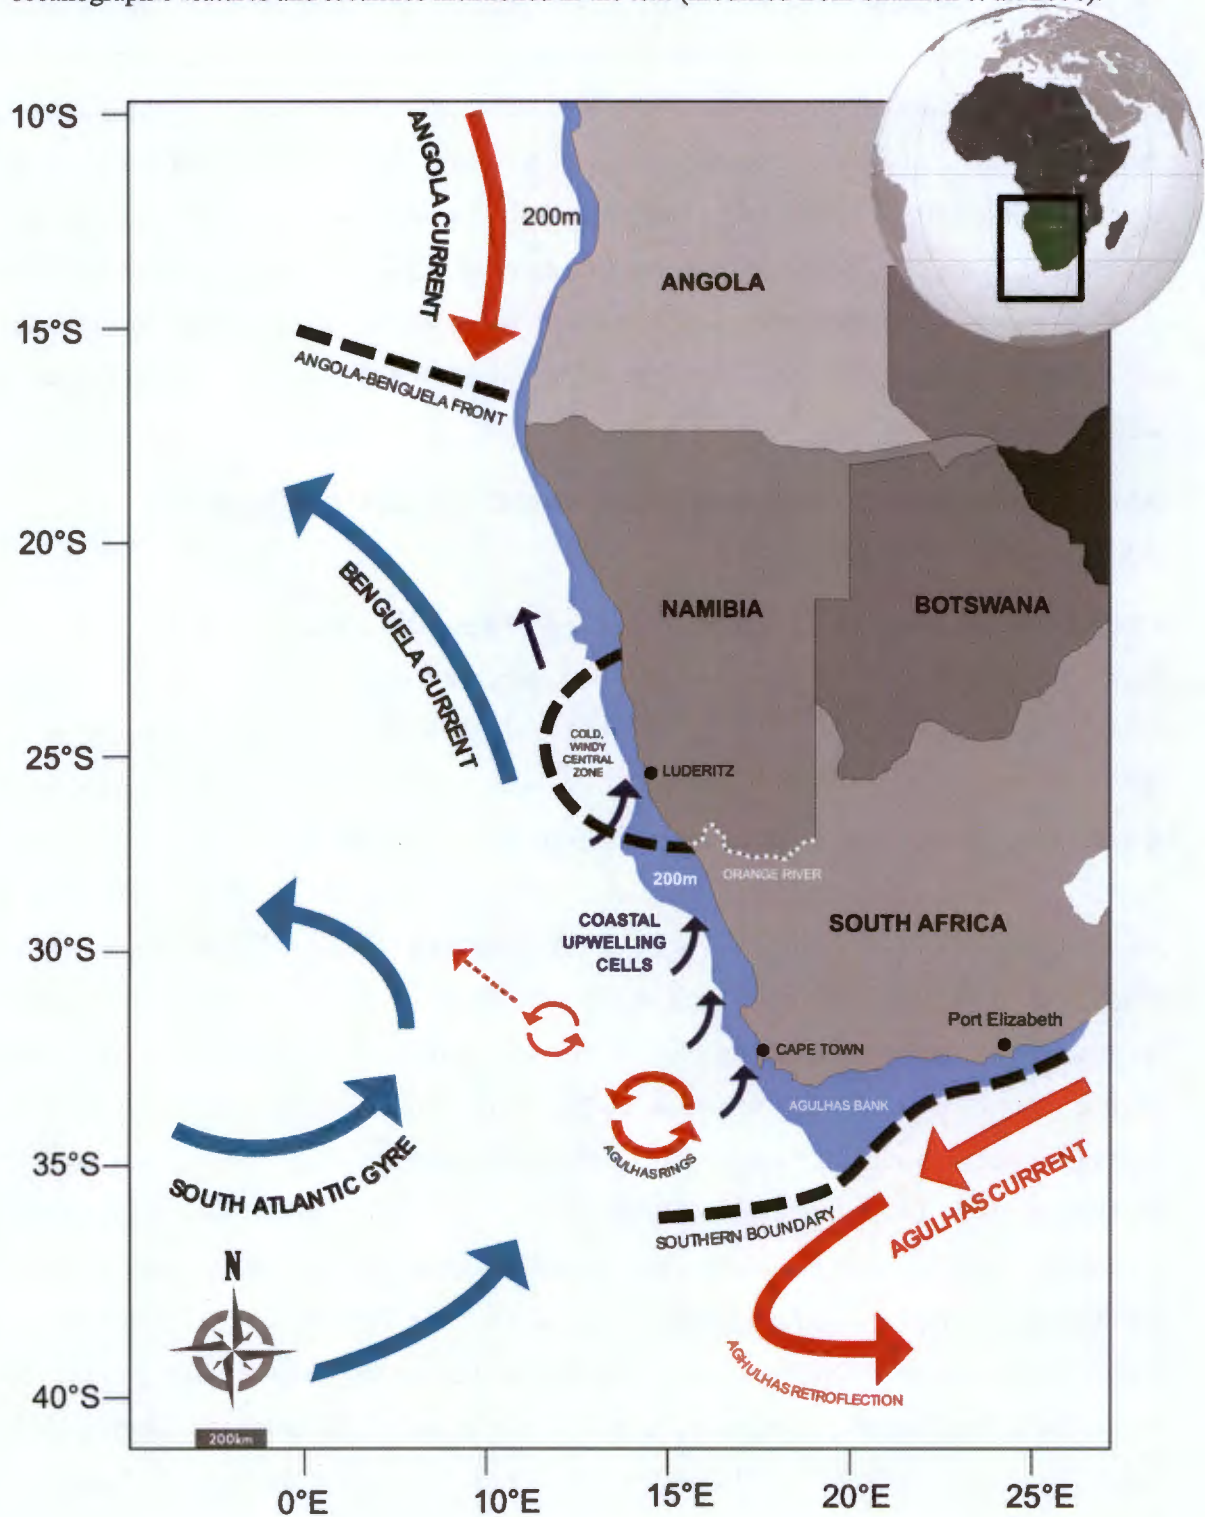 10°S
15°S
20°S
25°S
30°S
35°S
40°S
ANGOLA CURRENT
200m
ANGOLA
ANGOLA-BENGUELA FRONT
BENGUELA CURRENT
NAMIBIA
BOTSWANA
COLD,
WINDY
CENTRAL
ZONE
LUDERITZ
200m
ORANGE RIVER
COASTAL
UPWELLING
CELLS
SOUTH AFRICA
Port Elizabeth
CAPE TOWN
AGULHAS BANK
AGULHAS RINGS
SOUTH ATLANTIC GYRE
AGULHAS CURRENT
SOUTHERN BOUNDARY
AGHULHAS RETROFLECTION
N
200km
0°E
10°E
15°E
20°E
25°E